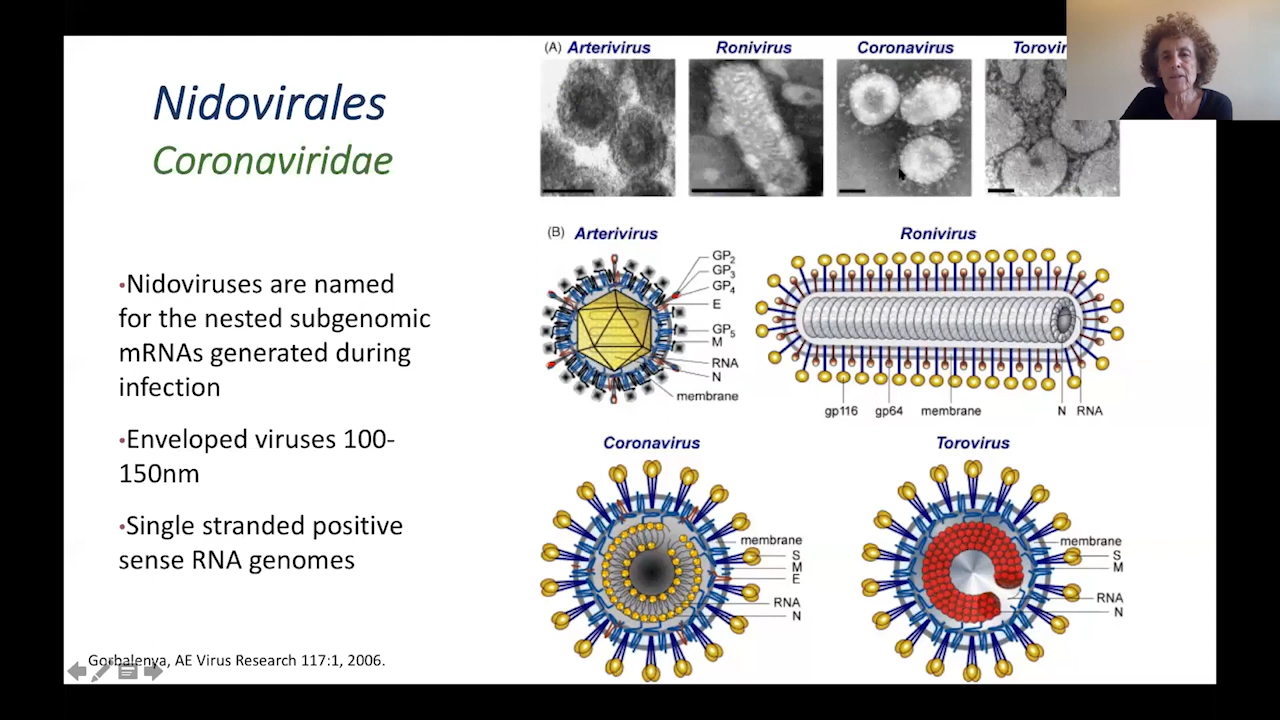 Nidovirales
Coronaviridae
•Nidoviruses are named
for the nested subgenomic
mRNAs generated during
infection
•Enveloped viruses 100-
150nm
•Single stranded positive
sense RNA genomes
Gorbalenya, AE Virus Research 117:1, 2006.
(A) Arterivirus
Ronivirus
Coronavirus
(B) Arterivirus
GP2
GP3
GP4
E
GP5
M
RNA
N
membrane
Ronivirus
gp116 gp64 membrane N RNA
Coronavirus
membrane
S
M
E
RNA
N
Torovirus
membrane
S
M
RNA
N